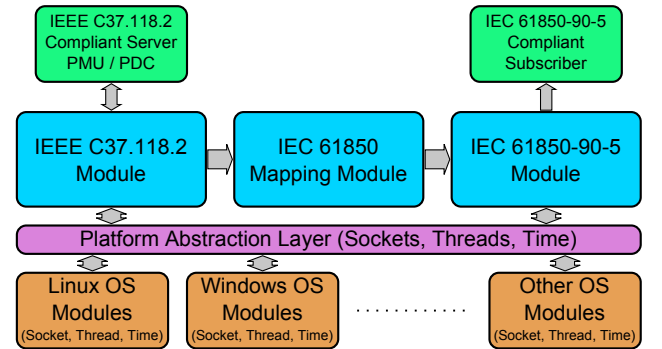 IEEE C37.118.2
Compliant Server
PMU / PDC
IEC 61850-90-5
Compliant
Subscriber
IEEE C37.118.2
Module
IEC 61850
Mapping Module
IEC 61850-90-5
Module
Platform Abstraction Layer (Sockets, Threads, Time)
Linux OS
Modules
(Socket, Thread, Time)
Windows OS
Modules
(Socket, Thread, Time)
. . . . . . . . . . . . .
Other OS
Modules
(Socket, Thread, Time)